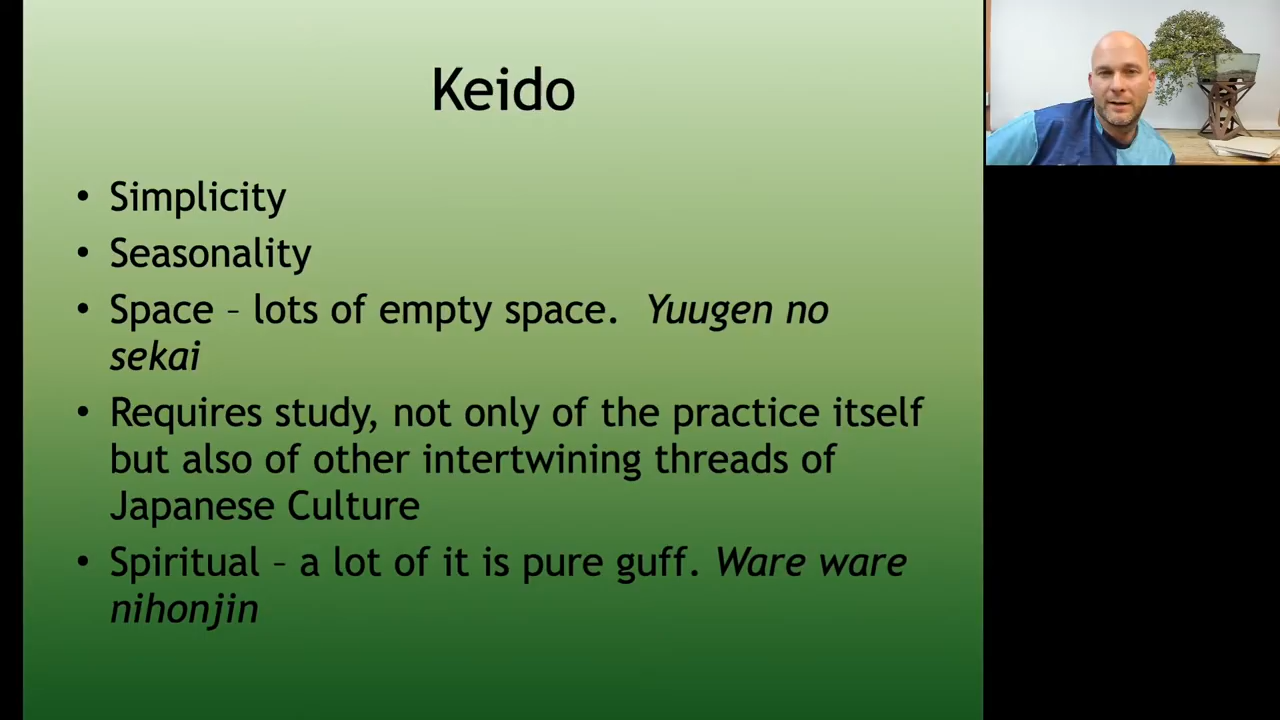 Keido
• Simplicity
• Seasonality
• Space – lots of empty space. Yuugen no
sekai
• Requires study, not only of the practice itself
but also of other intertwining threads of
Japanese Culture
• Spiritual – a lot of it is pure guff. Ware ware
nihonjin